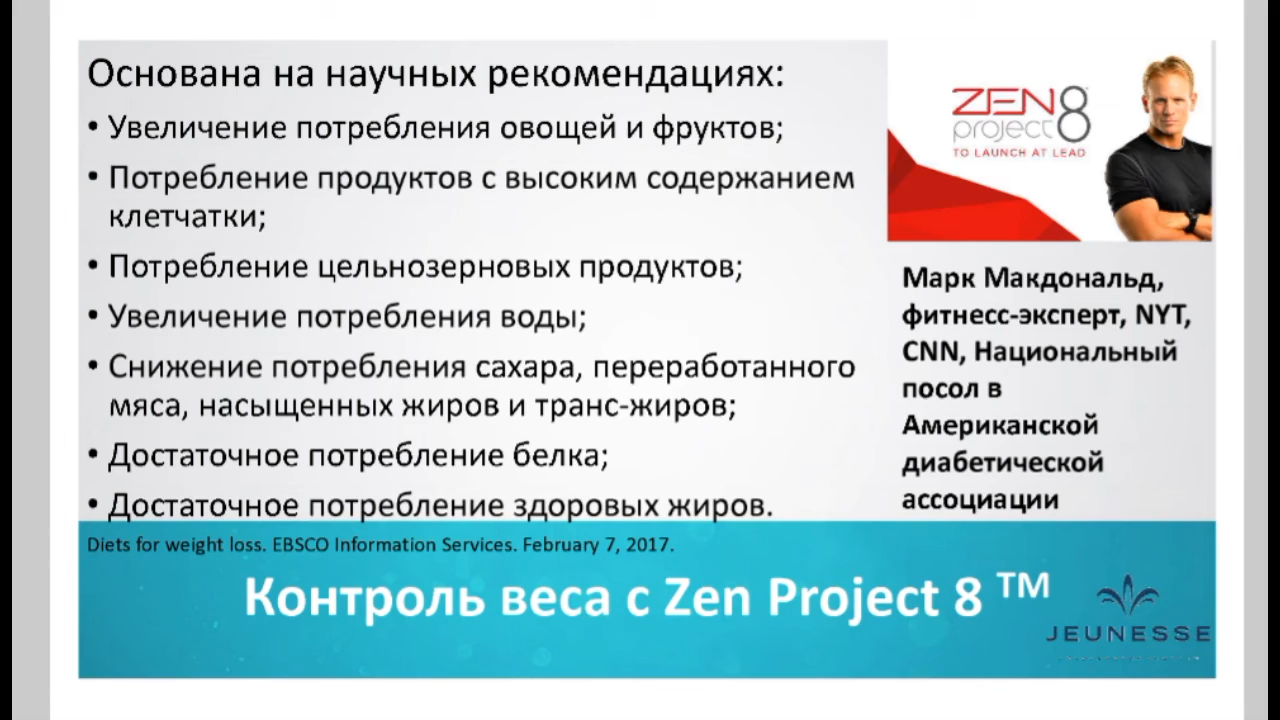 Основана на научных рекомендациях:
• Увеличение потребления овощей и фруктов;
• Потребление продуктов с высоким содержанием
клетчатки;
• Потребление цельнозерновых продуктов;
• Увеличение потребления воды;
• Снижение потребления сахара, переработанного
мяса, насыщенных жиров и транс-жиров;
• Достаточное потребление белка;
• Достаточное потребление здоровых жиров.
Diets for weight loss. EBSCO Information Services. February 7, 2017.
ZEN
project 8
TO LAUNCH AT LEAD
Марк Макдональд,
фитнесс-эксперт, NYT,
CNN, Национальный
посол в
Американской
диабетической
ассоциации
Контроль веса с Zen Project 8 TM
JEUNESSE